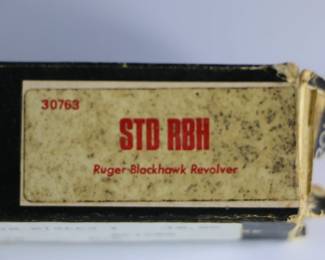 30763
STD RBH
Ruger Blackhawk Revolver